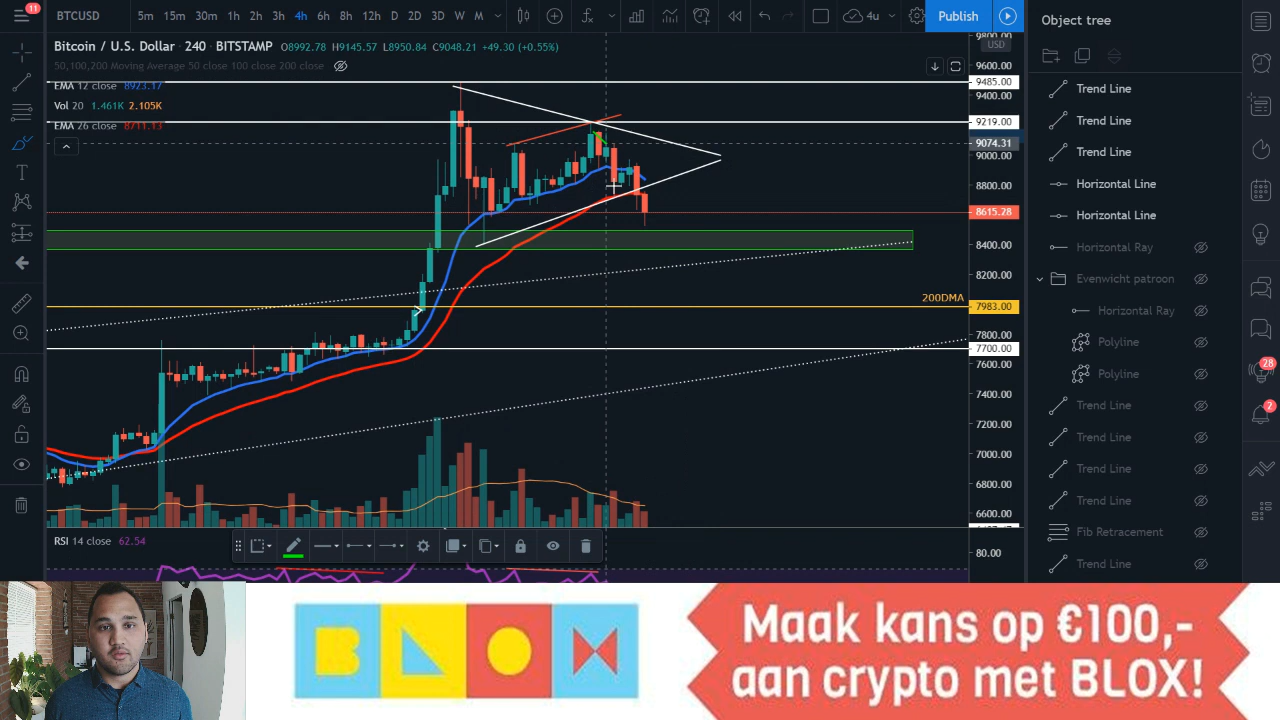 11
BTCUSD
5m 15m 30m 1h 2h 3h 4h 6h 8h 12h D 2D 3D W M
4u
Publish
Object tree
Bitcoin / U.S. Dollar · 240 · BITSTAMP O8992.78 H9145.57 L8950.84 C9048.21 +49.30 (+0.55%)
50,100,200 Moving Average 50 close 100 close 200 close
EMA 12 close 8923.17
Vol 20 1.461K 2.105K
EMA 26 close 8711.13
9800.00
USD
9600.00
9485.00
9400.00
9219.00
9074.31
9000.00
8800.00
8615.28
8400.00
8200.00
200DMA
7983.00
7800.00
7700.00
7600.00
7400.00
7200.00
7000.00
6800.00
6600.00
RSI 14 close 62.54
80.00
Trend Line
Trend Line
Trend Line
Horizontal Line
Horizontal Line
Horizontal Ray
Evenwicht patroon
Horizontal Ray
Polyline
Polyline
Trend Line
Trend Line
Trend Line
Trend Line
Fib Retracement
Trend Line
28
2
BLOX
Maak kans op €100,-
aan crypto met BLOX!